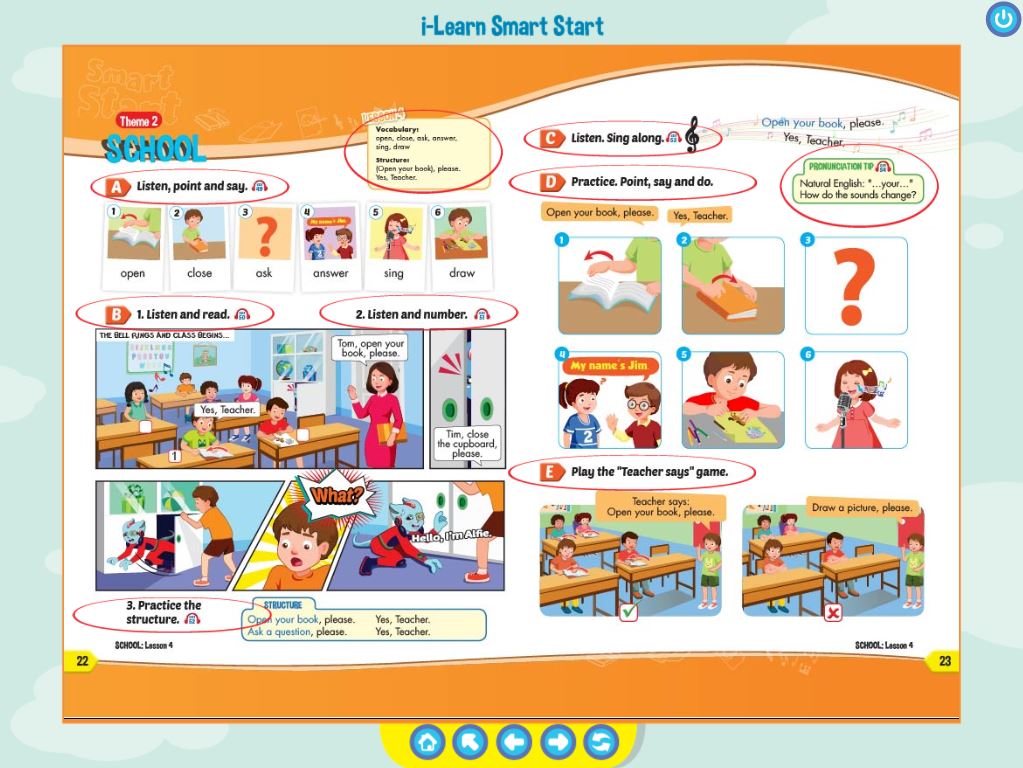 i-Learn Smart Start
Smart
Start
Theme 2
SCHOOL
LESSON 4
Vocabulary:
open, close, ask, answer,
sing, draw
Structure:
(Open your book), please.
Yes, Teacher.
A Listen, point and say.
1
open
2
close
3
?
ask
4
My name's Jim.
2
answer
5
sing
6
draw
B 1. Listen and read.
2. Listen and number.
THE BELL RINGS AND CLASS BEGINS...
Tom, open your
book, please.
Yes, Teacher.
1
Tim, close
the cupboard,
please.
What?
Hello, I'm Alfie.
3. Practice the
structure.
STRUCTURE
Open your book, please. Yes, Teacher.
Ask a question, please. Yes, Teacher.
SCHOOL: Lesson 4
22
C Listen. Sing along.
Open your book, please.
Yes, Teacher.
D Practice. Point, say and do.
PRONUNCIATION TIP
Natural English: "...your..."
How do the sounds change?
Open your book, please.
Yes, Teacher.
1
2
3
?
4
My name's Jim.
2
5
6
E Play the "Teacher says" game.
Teacher says:
Open your book, please.
Draw a picture, please.
SCHOOL: Lesson 4
23